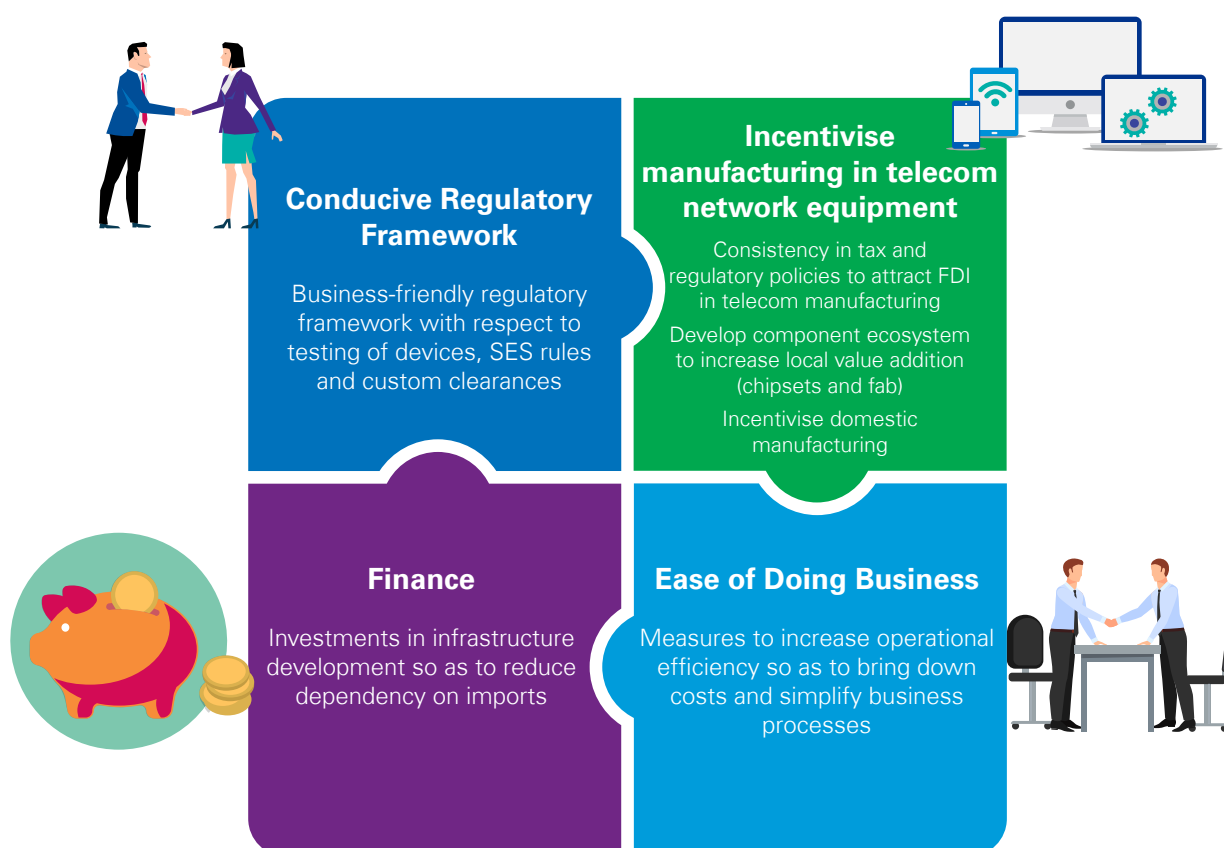 Conducive Regulatory
Framework
Business-friendly regulatory
framework with respect to
testing of devices, SES rules
and custom clearances
Incentivise
manufacturing in telecom
network equipment
Consistency in tax and
regulatory policies to attract FDI
in telecom manufacturing
Develop component ecosystem
to increase local value addition
(chipsets and fab)
Incentivise domestic
manufacturing
Finance
Investments in infrastructure
development so as to reduce
dependency on imports
Ease of Doing Business
Measures to increase operational
efficiency so as to bring down
costs and simplify business
processes